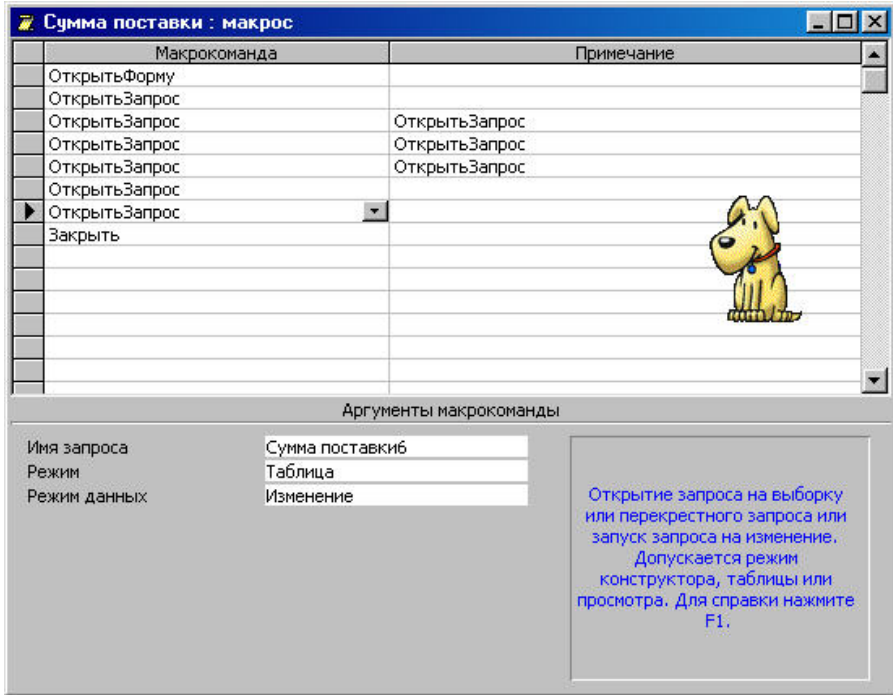 Сумма поставки : макрос
Макрокоманда Примечание
ОткрытьФорму
ОткрытьЗапрос
ОткрытьЗапрос ОткрытьЗапрос
ОткрытьЗапрос ОткрытьЗапрос
ОткрытьЗапрос ОткрытьЗапрос
ОткрытьЗапрос
ОткрытьЗапрос
Закрыть
Аргументы макрокоманды
Имя запроса Сумма поставки6
Режим Таблица
Режим данных Изменение
Открытие запроса на выборку
или перекрестного запроса или
запуск запроса на изменение.
Допускается режим
конструктора, таблицы или
просмотра. Для справки нажмите
F1.